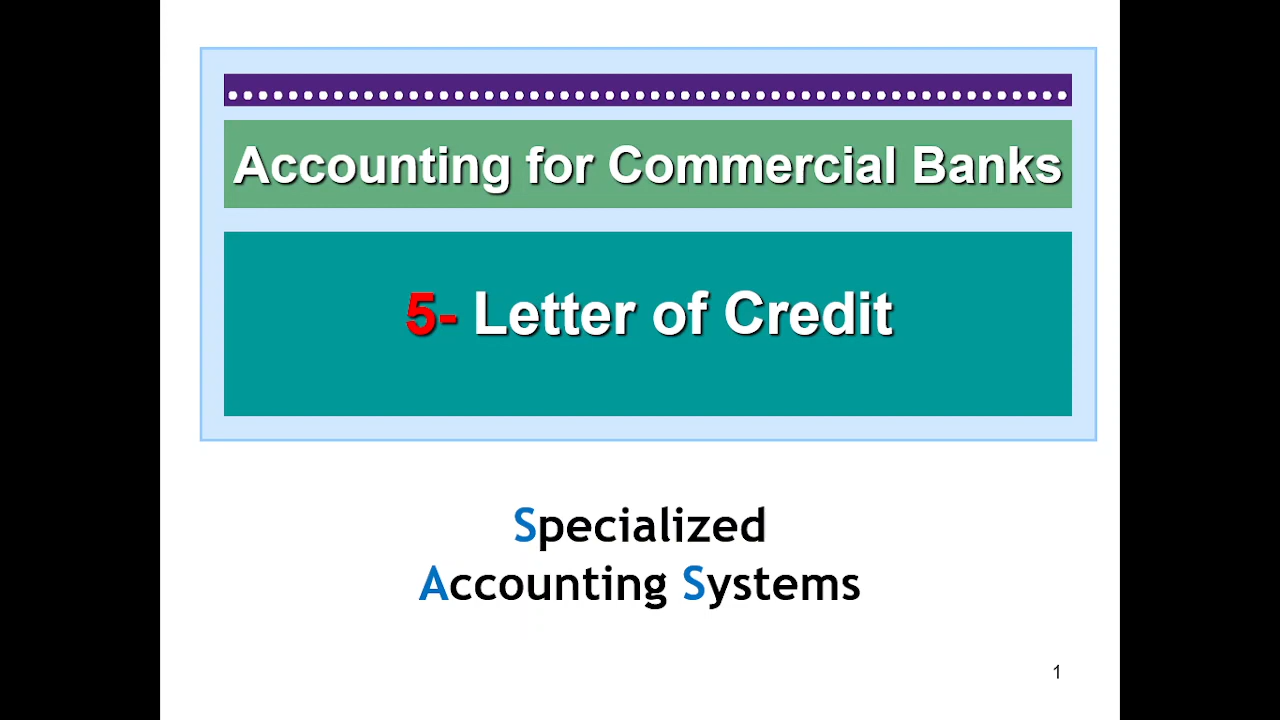 Accounting for Commercial Banks
5- Letter of Credit
Specialized
Accounting Systems
1